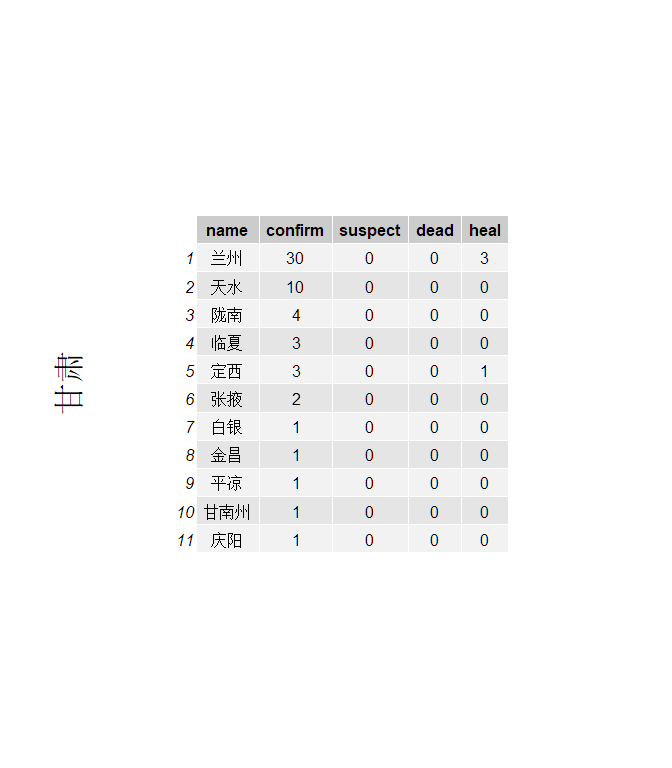 甘肃
name confirm suspect dead heal
1 兰州 30 0 0 3
2 天水 10 0 0 0
3 陇南 4 0 0 0
4 临夏 3 0 0 0
5 定西 3 0 0 1
6 张掖 2 0 0 0
7 白银 1 0 0 0
8 金昌 1 0 0 0
9 平凉 1 0 0 0
10 甘南州 1 0 0 0
11 庆阳 1 0 0 0